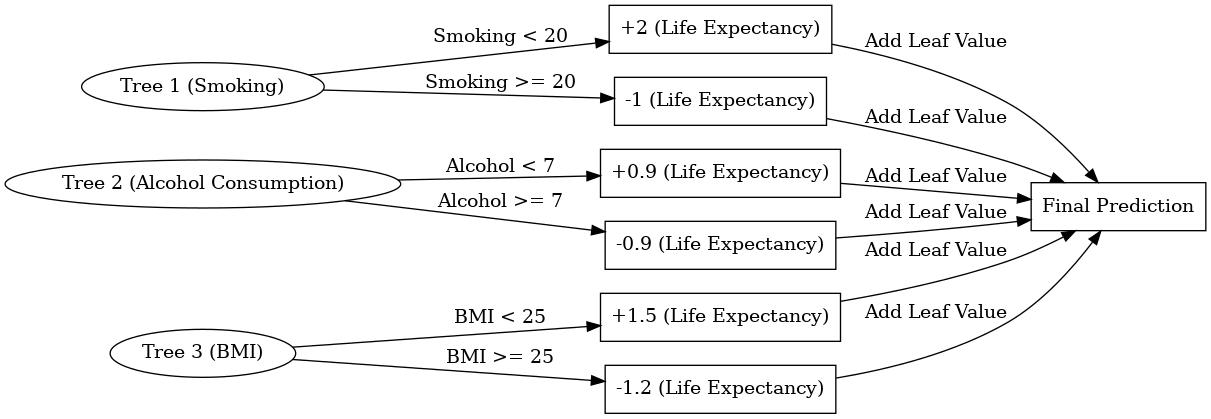 Tree 1 (Smoking)
Smoking < 20
+2 (Life Expectancy)
Add Leaf Value
Smoking >= 20
-1 (Life Expectancy)
Add Leaf Value
Tree 2 (Alcohol Consumption)
Alcohol < 7
+0.9 (Life Expectancy)
Add Leaf Value
Alcohol >= 7
-0.9 (Life Expectancy)
Add Leaf Value
Final Prediction
Tree 3 (BMI)
BMI < 25
+1.5 (Life Expectancy)
Add Leaf Value
BMI >= 25
-1.2 (Life Expectancy)
Add Leaf Value